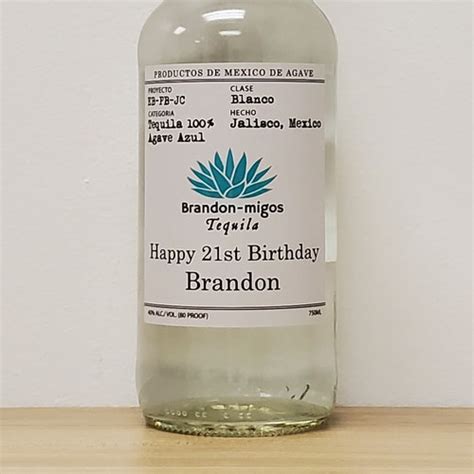 PRODUCTOS DE MEXICO DE AGAVE
PROYECTO
KB-FB-JC
CATEGORIA
Tequila 100%
Agave Azul
CLASE
Blanco
HECHO
Jalisco, Mexico
Brandon-migos
Tequila
Happy 21st Birthday
Brandon
40% ALC/VOL. (80 PROOF)
750ML